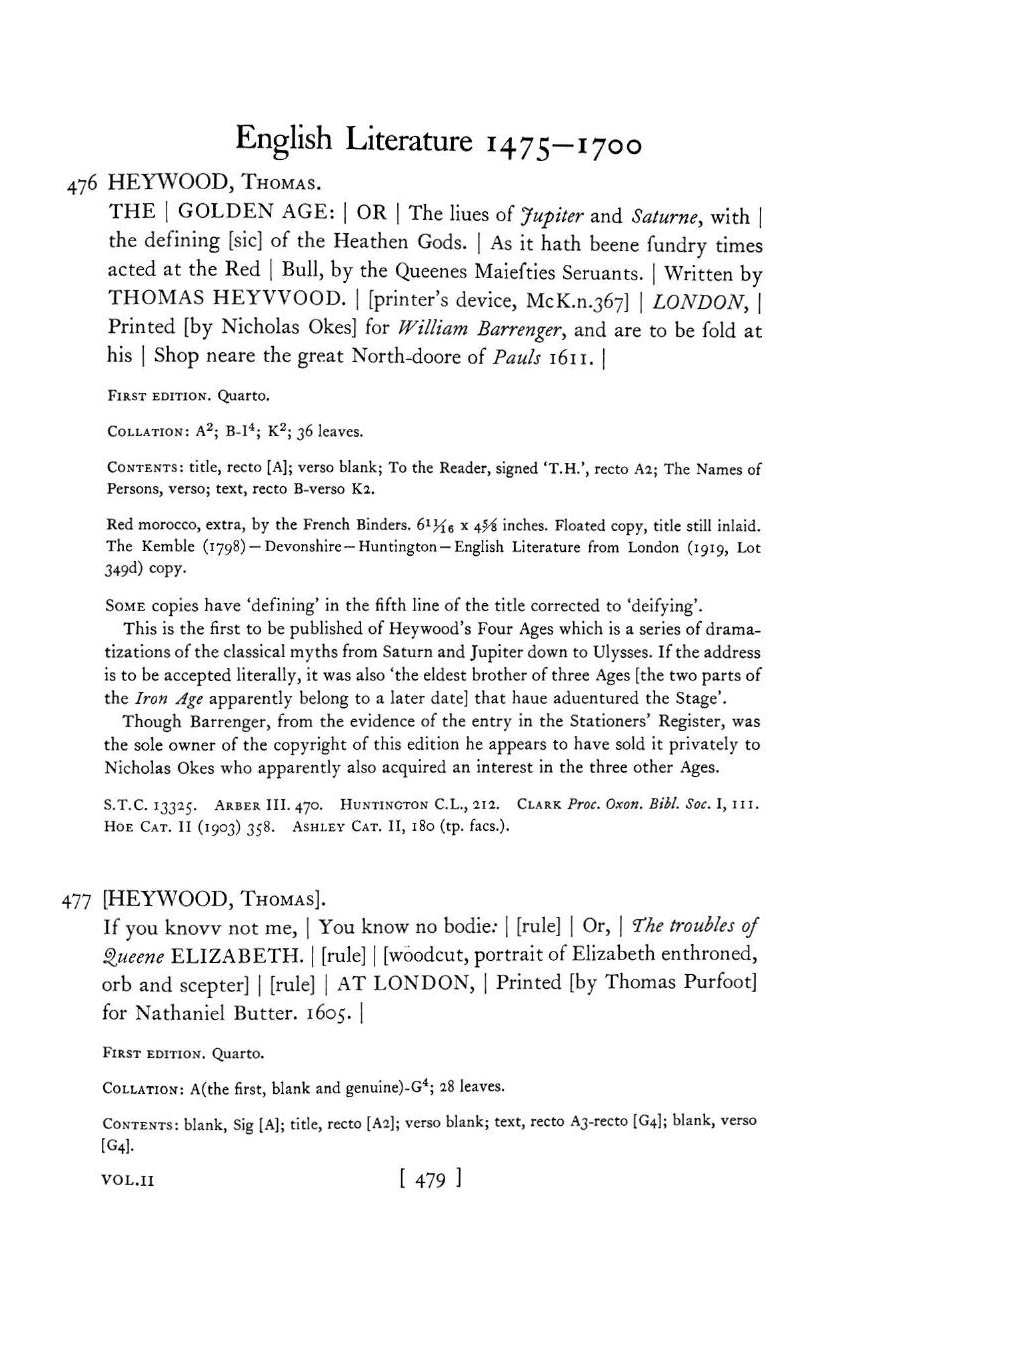 English Literature 1475–1700
476 HEYWOOD, THOMAS.
THE | GOLDEN AGE: | OR | The liues of Jupiter and Saturne, with |
the defining [sic] of the Heathen Gods. | As it hath beene ſundry times
acted at the Red | Bull, by the Queenes Maieſties Seruants. | Written by
THOMAS HEYVVOOD. | [printer's device, McK.n.367] | LONDON, |
Printed [by Nicholas Okes] for William Barrenger, and are to be ſold at
his | Shop neare the great North-doore of Pauls 1611. |
FIRST EDITION. Quarto.
COLLATION: A²; B-I⁴; K²; 36 leaves.
CONTENTS: title, recto [A]; verso blank; To the Reader, signed 'T.H.', recto A2; The Names of
Persons, verso; text, recto B-verso K2.
Red morocco, extra, by the French Binders. 6 11/16 x 4 5/8 inches. Floated copy, title still inlaid.
The Kemble (1798)—Devonshire—Huntington—English Literature from London (1919, Lot
349d) copy.
SOME copies have 'defining' in the fifth line of the title corrected to 'deifying'.
This is the first to be published of Heywood's Four Ages which is a series of drama-
tizations of the classical myths from Saturn and Jupiter down to Ulysses. If the address
is to be accepted literally, it was also 'the eldest brother of three Ages [the two parts of
the Iron Age apparently belong to a later date] that haue aduentured the Stage'.
Though Barrenger, from the evidence of the entry in the Stationers' Register, was
the sole owner of the copyright of this edition he appears to have sold it privately to
Nicholas Okes who apparently also acquired an interest in the three other Ages.
S.T.C. 13325. ARBER III. 470. HUNTINGTON C.L., 212. CLARK Proc. Oxon. Bibl. Soc. I, 111.
HOE CAT. II (1903) 358. ASHLEY CAT. II, 180 (tp. facs.).
477 [HEYWOOD, THOMAS].
If you knovv not me, | You know no bodie: | [rule] | Or, | The troubles of
Queene ELIZABETH. | [rule] | [woodcut, portrait of Elizabeth enthroned,
orb and scepter] | [rule] | AT LONDON, | Printed [by Thomas Purfoot]
for Nathaniel Butter. 1605. |
FIRST EDITION. Quarto.
COLLATION: A(the first, blank and genuine)-G⁴; 28 leaves.
CONTENTS: blank, Sig [A]; title, recto [A2]; verso blank; text, recto A3-recto [G4]; blank, verso
[G4].
VOL.II [ 479 ]